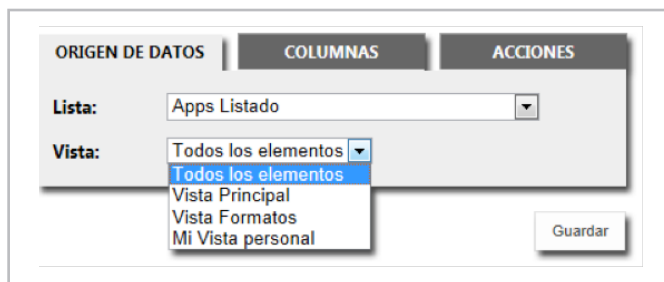 ORIGEN DE DATOS COLUMNAS ACCIONES
Lista: Apps Listado
Vista: Todos los elementos
Todos los elementos
Vista Principal
Vista Formatos
Mi Vista personal
Guardar